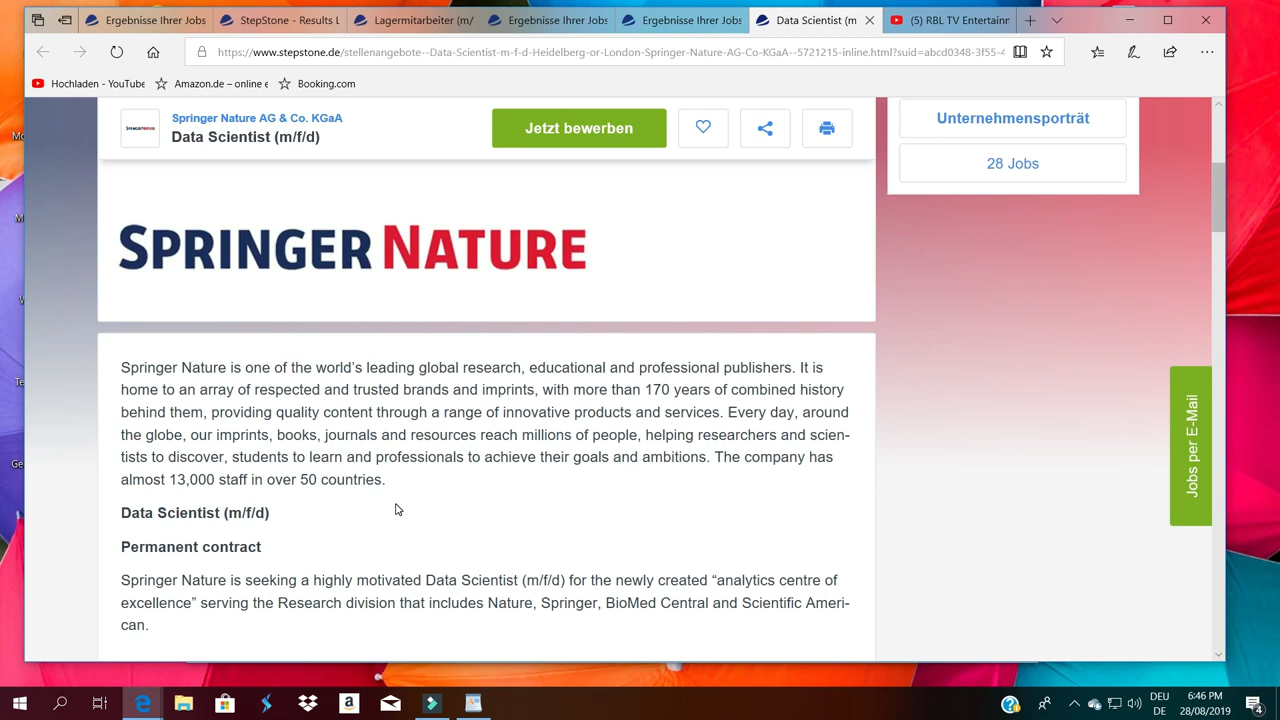 Ergebnisse Ihrer Jobs
StepStone - Results L
Lagermitarbeiter (m/
Ergebnisse Ihrer Jobs
Ergebnisse Ihrer Jobs
Data Scientist (m
(5) RBL TV Entertainn
https://www.stepstone.de/stellenangebote--Data-Scientist-m-f-d-Heidelberg-or-London-Springer-Nature-AG-Co-KGaA--5721215-inline.html?suid=abcd0348-3f55-4
Hochladen - YouTube
Amazon.de – online e
Booking.com
Springer Nature AG & Co. KGaA
Data Scientist (m/f/d)
Jetzt bewerben
Unternehmensporträt
28 Jobs
SPRINGER NATURE
Springer Nature is one of the world’s leading global research, educational and professional publishers. It is
home to an array of respected and trusted brands and imprints, with more than 170 years of combined history
behind them, providing quality content through a range of innovative products and services. Every day, around
the globe, our imprints, books, journals and resources reach millions of people, helping researchers and scien-
tists to discover, students to learn and professionals to achieve their goals and ambitions. The company has
almost 13,000 staff in over 50 countries.
Data Scientist (m/f/d)
Permanent contract
Springer Nature is seeking a highly motivated Data Scientist (m/f/d) for the newly created “analytics centre of
excellence” serving the Research division that includes Nature, Springer, BioMed Central and Scientific Ameri-
can.
Jobs per E-Mail
DEU
DE
6:46 PM
28/08/2019
4